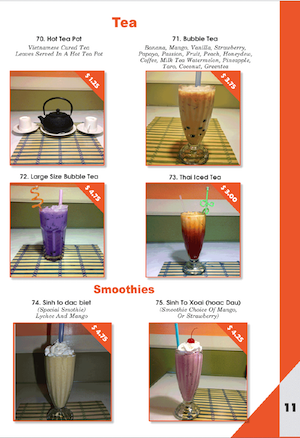 Tea
70. Hot Tea Pot
Vietnamese Cured Tea
Leaves Served In A Hot Tea Pot
$ 1.25
71. Bubble Tea
Banana, Mango, Vanilla, Strawberry,
Papaya, Passion, Fruit, Peach, Honeydew,
Coffee, Milk Tea Watermelon, Pineapple,
Taro, Coconut, Greentea
$ 3.75
72. Large Size Bubble Tea
$ 4.75
73. Thai Iced Tea
$ 3.00
Smoothies
74. Sinh to dac biet
(Special Smothie)
Lychee And Mango
$ 4.75
75. Sinh To Xoai (hoac Dau)
(Smoothie Choice Of Mango,
Or Strawberry)
$ 4.25
11